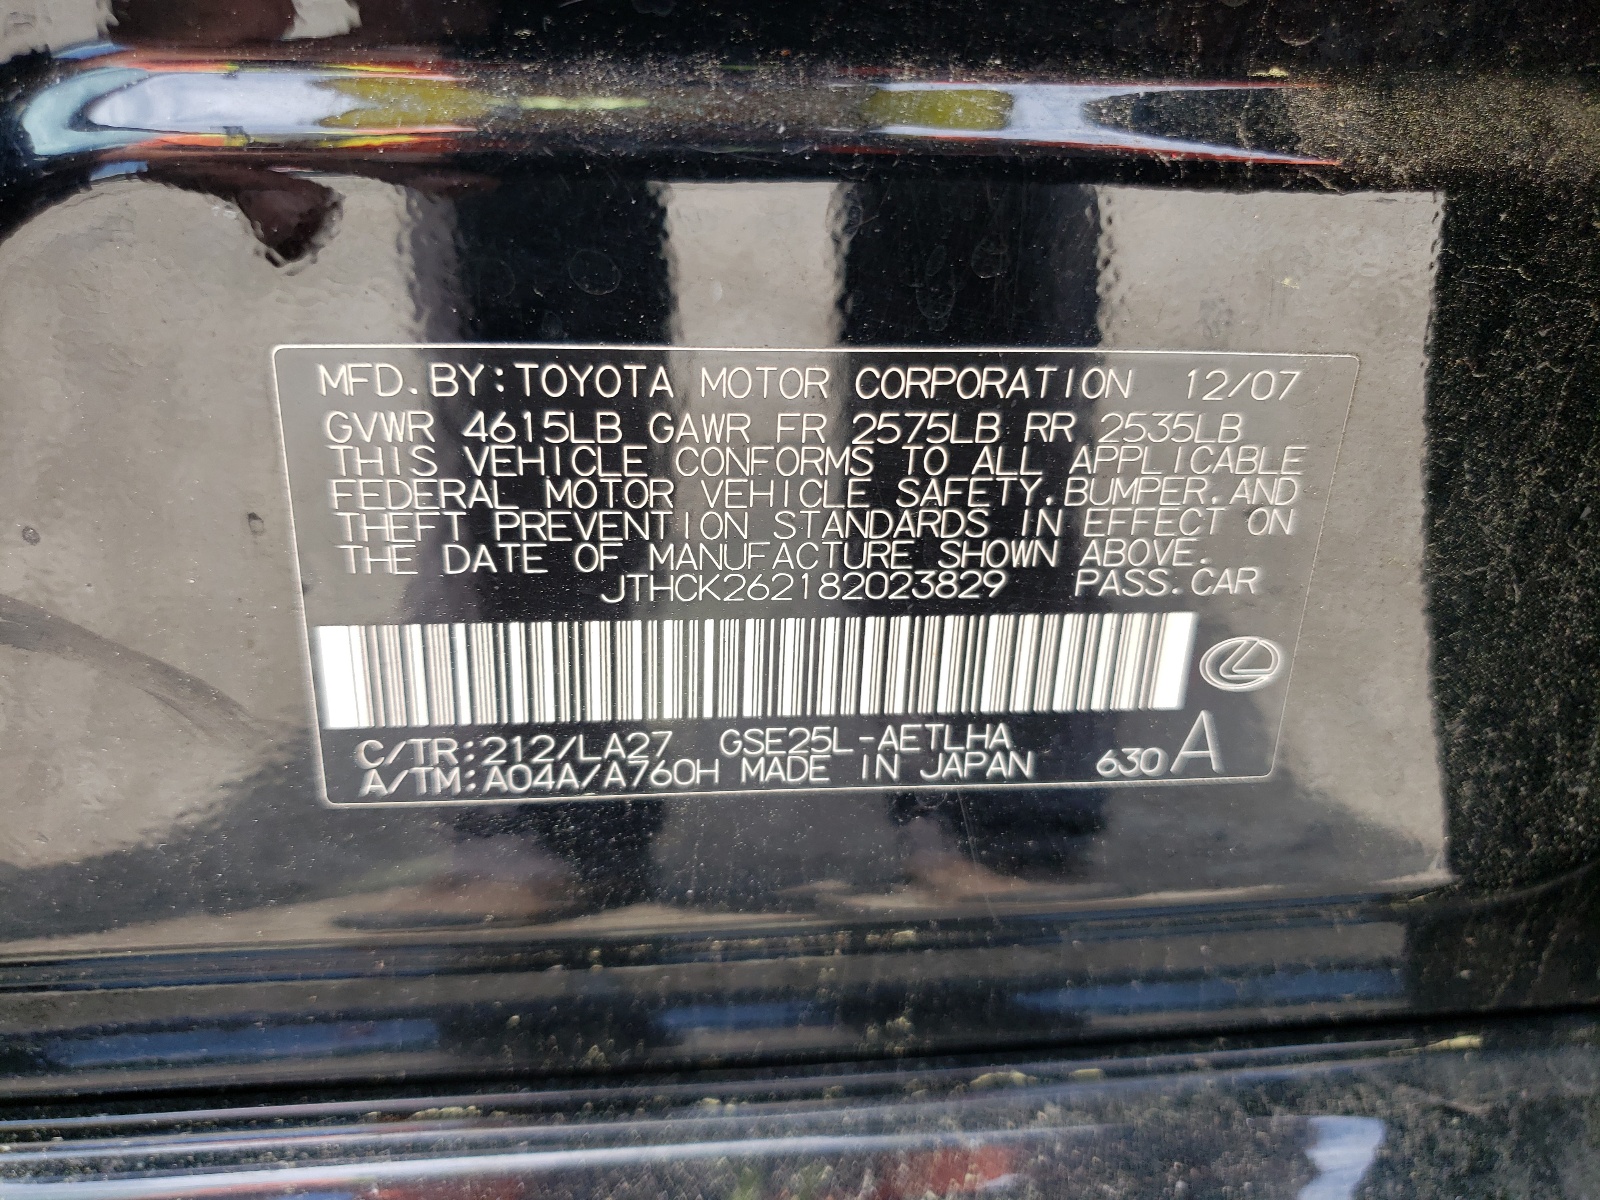 MFD. BY: TOYOTA MOTOR CORPORATION 12/07
GVWR 4615LB GAWR FR 2575LB RR 2535LB
THIS VEHICLE CONFORMS TO ALL APPLICABLE
FEDERAL MOTOR VEHICLE SAFETY, BUMPER, AND
THEFT PREVENTION STANDARDS IN EFFECT ON
THE DATE OF MANUFACTURE SHOWN ABOVE.
JTHCK262182023829 PASS. CAR
C/TR: 212/LA27 GSE25L-AETLHA
A/TM: A04A/A760H MADE IN JAPAN 630 A